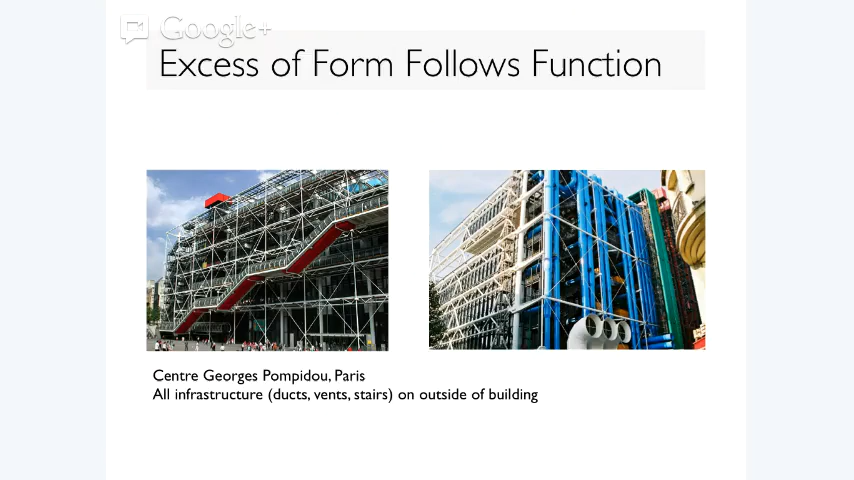 Google+
Excess of Form Follows Function
Centre Georges Pompidou, Paris
All infrastructure (ducts, vents, stairs) on outside of building